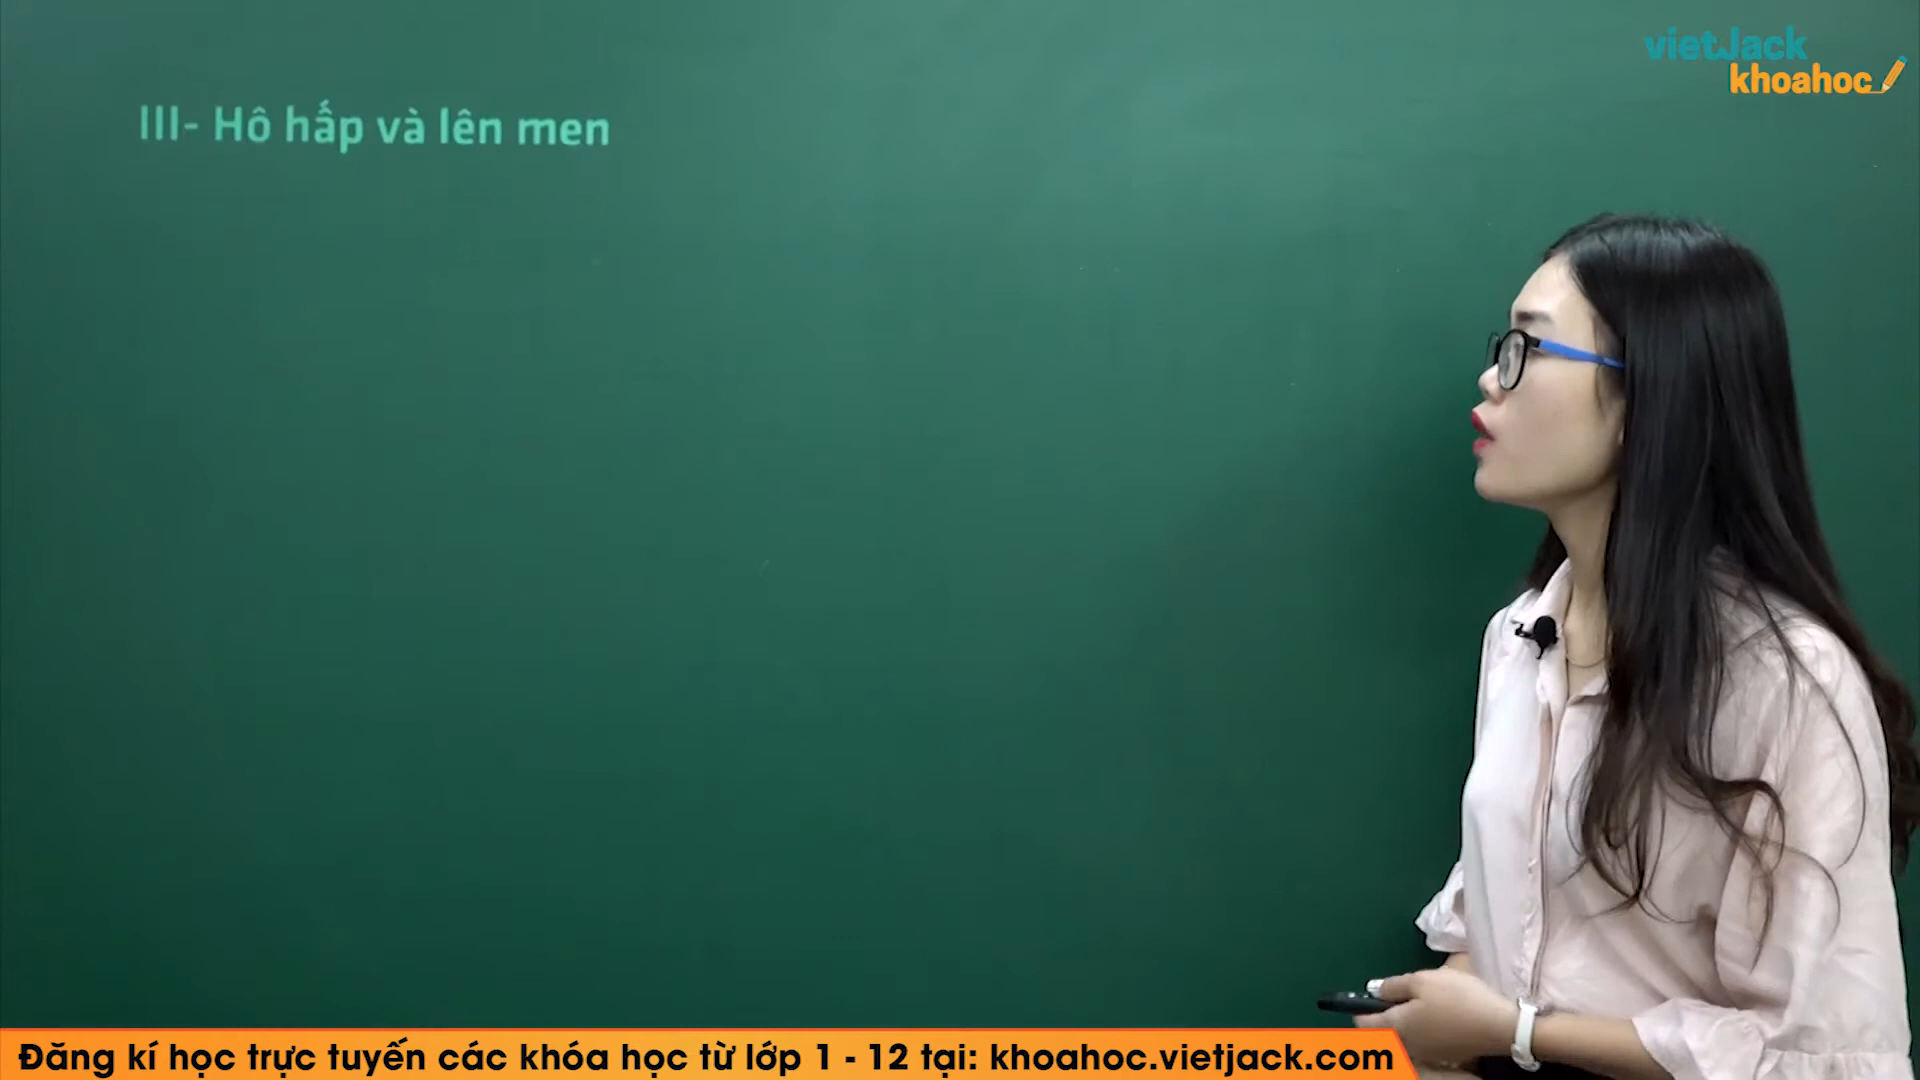 vietJack
khoahoc
III- Hô hấp và lên men
Đăng kí học trực tuyến các khóa học từ lớp 1 - 12 tại: khoahoc.vietjack.com